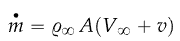 ṁ = ϱ∞ A(V∞ + v)